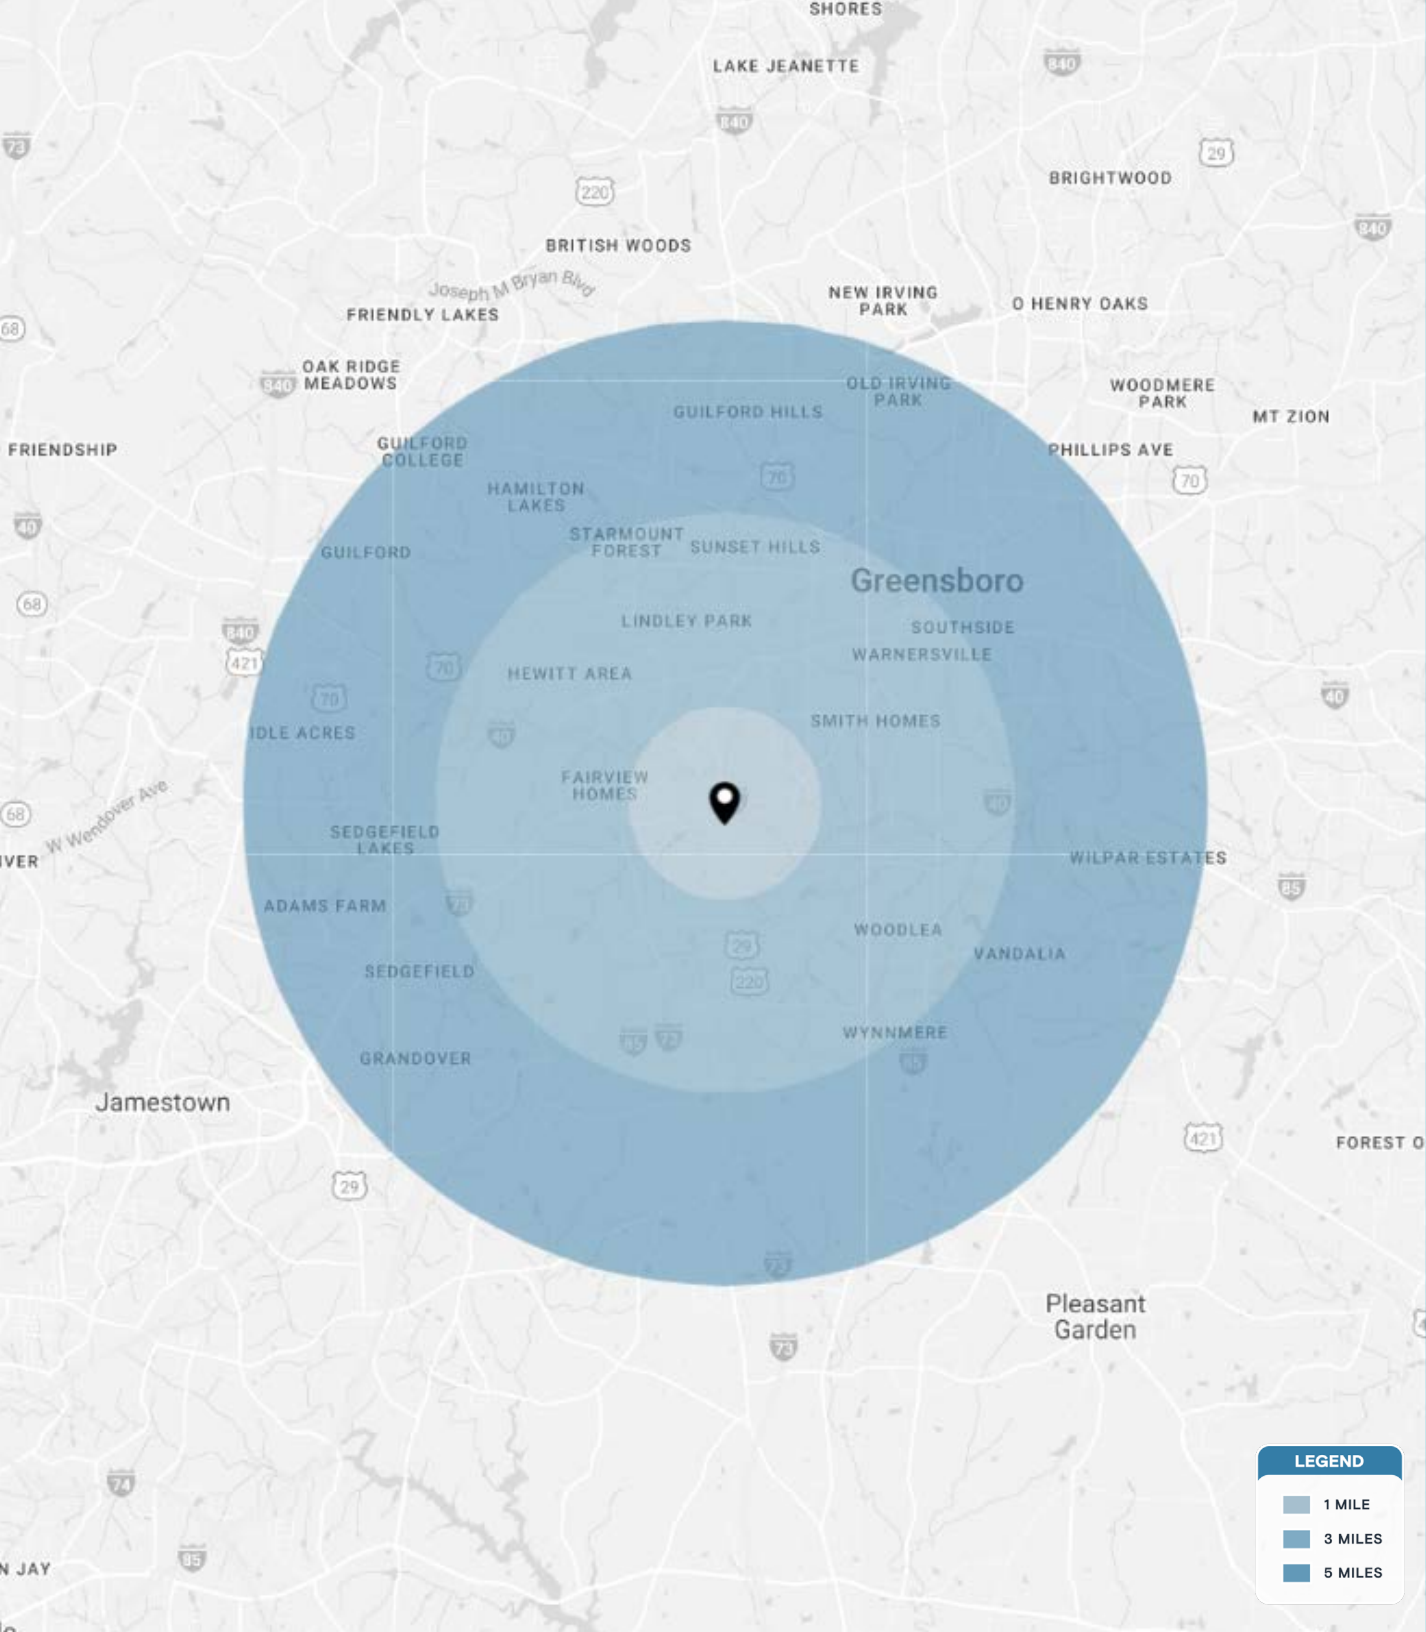 SHORES
LAKE JEANETTE
840
840
73
29
BRIGHTWOOD
220
840
BRITISH WOODS
Joseph M Bryan Blvd
NEW IRVING
PARK
O HENRY OAKS
FRIENDLY LAKES
68
OAK RIDGE
MEADOWS
840
OLD IRVING
PARK
WOODMERE
PARK
GUILFORD HILLS
MT ZION
FRIENDSHIP
GUILFORD
COLLEGE
PHILLIPS AVE
70
70
HAMILTON
LAKES
40
STARMOUNT
FOREST
SUNSET HILLS
GUILFORD
Greensboro
68
LINDLEY PARK
SOUTHSIDE
840
421
WARNERSVILLE
70
HEWITT AREA
70
40
SMITH HOMES
IDLE ACRES
40
FAIRVIEW
HOMES
40
W Wendover Ave
68
SEDGEFIELD
LAKES
IVER
WILPAR ESTATES
85
ADAMS FARM
73
WOODLEA
29
VANDALIA
SEDGEFIELD
220
WYNNMERE
85
73
GRANDOVER
85
Jamestown
421
FOREST O
29
73
Pleasant
Garden
73
LEGEND
1 MILE
3 MILES
5 MILES
74
85
N JAY